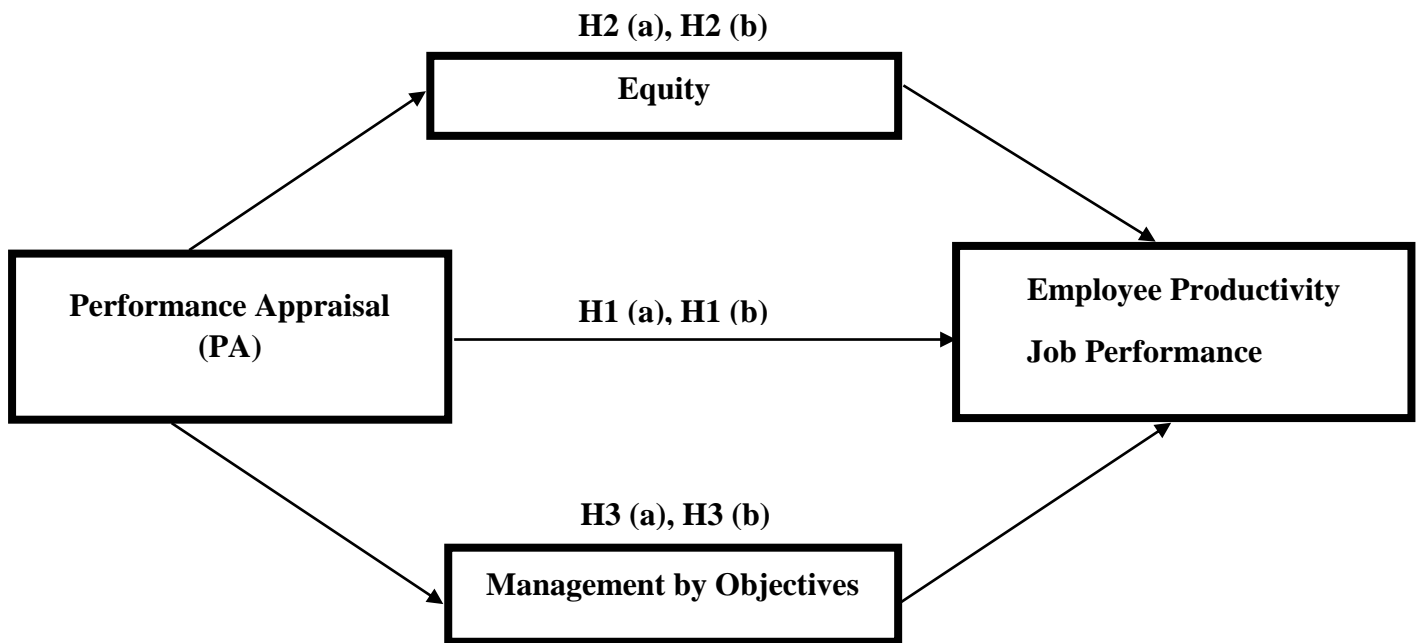 H2 (a), H2 (b)
Equity
Performance Appraisal
(PA)
H1 (a), H1 (b)
Employee Productivity
Job Performance
H3 (a), H3 (b)
Management by Objectives